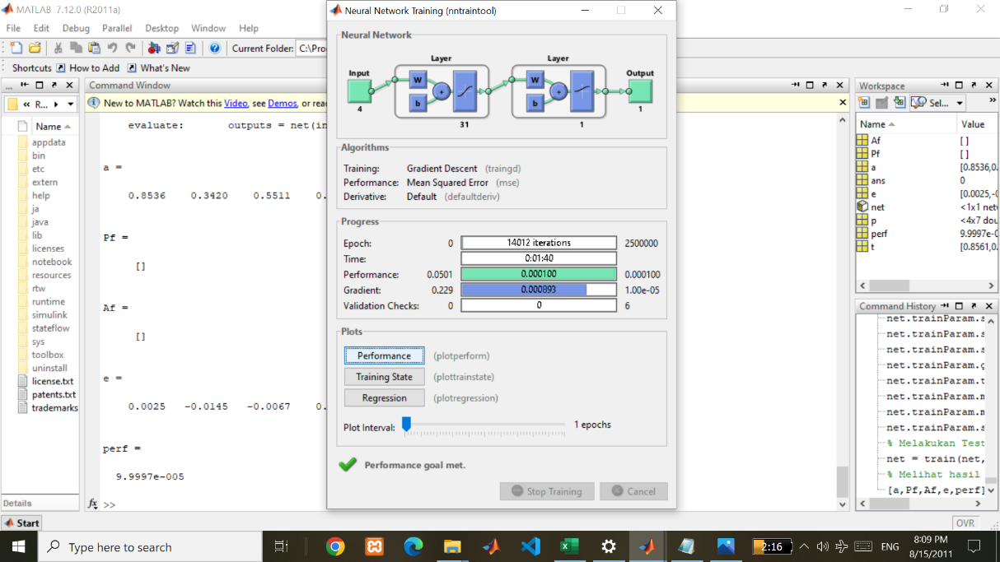 MATLAB 7.12.0 (R2011a)
File Edit Debug Parallel Desktop Window Help
Current Folder: C:\Pro
Shortcuts How to Add What's New
... Command Window
« R...
New to MATLAB? Watch this Video, see Demos, or rea
Name
appdata
bin
etc
extern
help
ja
java
lib
licenses
notebook
resources
rtw
runtime
simulink
stateflow
sys
toolbox
uninstall
license.txt
patents.txt
trademarks
Details
evaluate: outputs = net(in
a =
0.8536 0.3420 0.5511 0.
Pf =
[]
Af =
[]
e =
0.0025 -0.0145 -0.0067 0.
perf =
9.9997e-005
fx >>
Neural Network Training (nntraintool)
Neural Network
Layer Layer
Input Output
W W
+ +
b b
4 1
31 1
Algorithms
Training: Gradient Descent (traingd)
Performance: Mean Squared Error (mse)
Derivative: Default (defaultderiv)
Progress
Epoch: 0 14012 iterations 2500000
Time: 0:01:40
Performance: 0.0501 0.000100 0.000100
Gradient: 0.229 0.000893 1.00e-05
Validation Checks: 0 0 6
Plots
Performance (plotperform)
Training State (plottrainstate)
Regression (plotregression)
Plot Interval: 1 epochs
Performance goal met.
Stop Training Cancel
Workspace
Sel... »
Name Value
Af []
Pf []
a [0.8536,0.
ans 0
e [0.0025,-0
net <1x1 netw
p <4x7 dou
perf 9.9997e-0
t [0.8561,0.
Command History
net.trainParam.s
net.trainParam.s
net.trainParam.s
net.trainParam.g
net.trainParam.t
net.trainParam.m
net.trainParam.m
net.trainParam.s
% Melakukan Test
net = train(net,
% Melihat hasil
[a,Pf,Af,e,perf]
Start
OVR
Type here to search
2:16
ENG
8:09 PM
8/15/2011